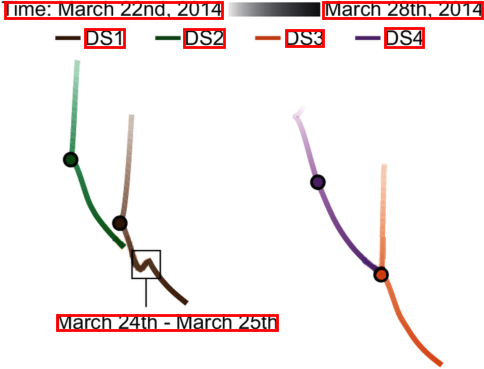 Time: March 22nd, 2014 March 28th, 2014
DS1 DS2 DS3 DS4
March 24th - March 25th